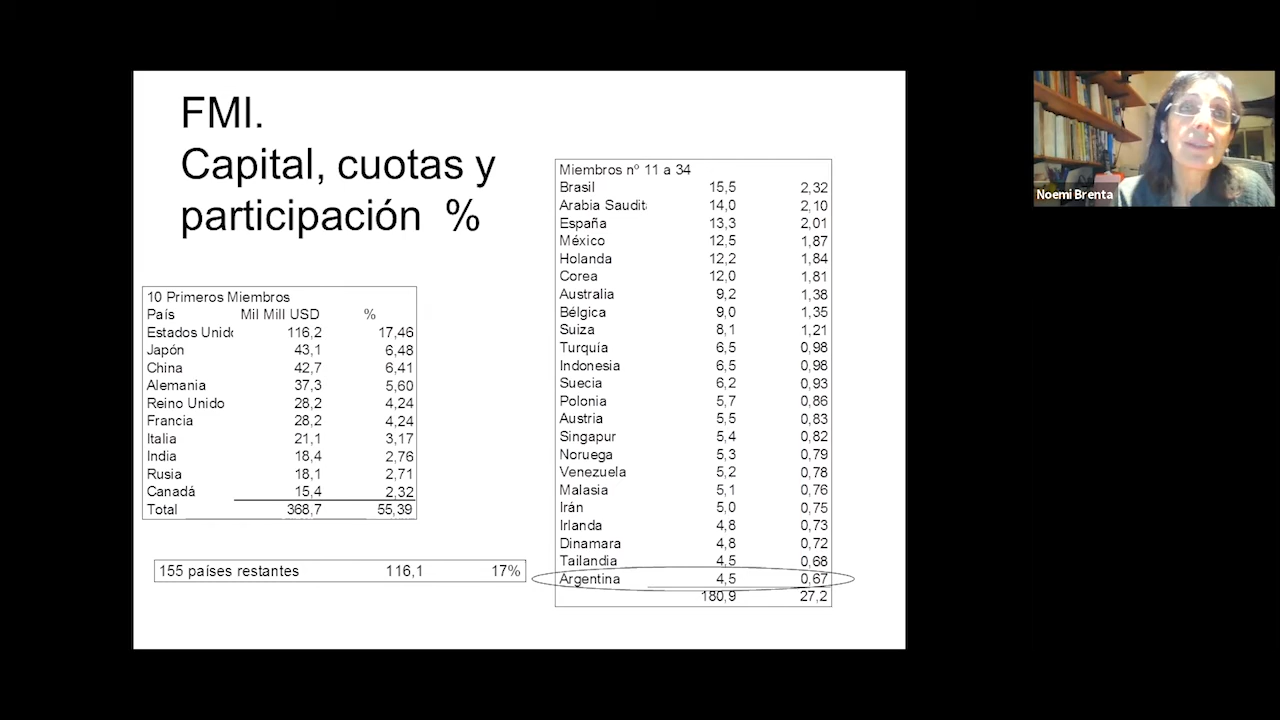 FMI.
Capital, cuotas y
participación %
10 Primeros Miembros
País Mil Mill USD %
Estados Unido 116,2 17,46
Japón 43,1 6,48
China 42,7 6,41
Alemania 37,3 5,60
Reino Unido 28,2 4,24
Francia 28,2 4,24
Italia 21,1 3,17
India 18,4 2,76
Rusia 18,1 2,71
Canadá 15,4 2,32
Total 368,7 55,39
155 países restantes 116,1 17%
Miembros nº 11 a 34
Brasil 15,5 2,32
Arabia Saudit 14,0 2,10
España 13,3 2,01
México 12,5 1,87
Holanda 12,2 1,84
Corea 12,0 1,81
Australia 9,2 1,38
Bélgica 9,0 1,35
Suiza 8,1 1,21
Turquía 6,5 0,98
Indonesia 6,5 0,98
Suecia 6,2 0,93
Polonia 5,7 0,86
Austria 5,5 0,83
Singapur 5,4 0,82
Noruega 5,3 0,79
Venezuela 5,2 0,78
Malasia 5,1 0,76
Irán 5,0 0,75
Irlanda 4,8 0,73
Dinamara 4,8 0,72
Tailandia 4,5 0,68
Argentina 4,5 0,67
180,9 27,2
Noemi Brenta